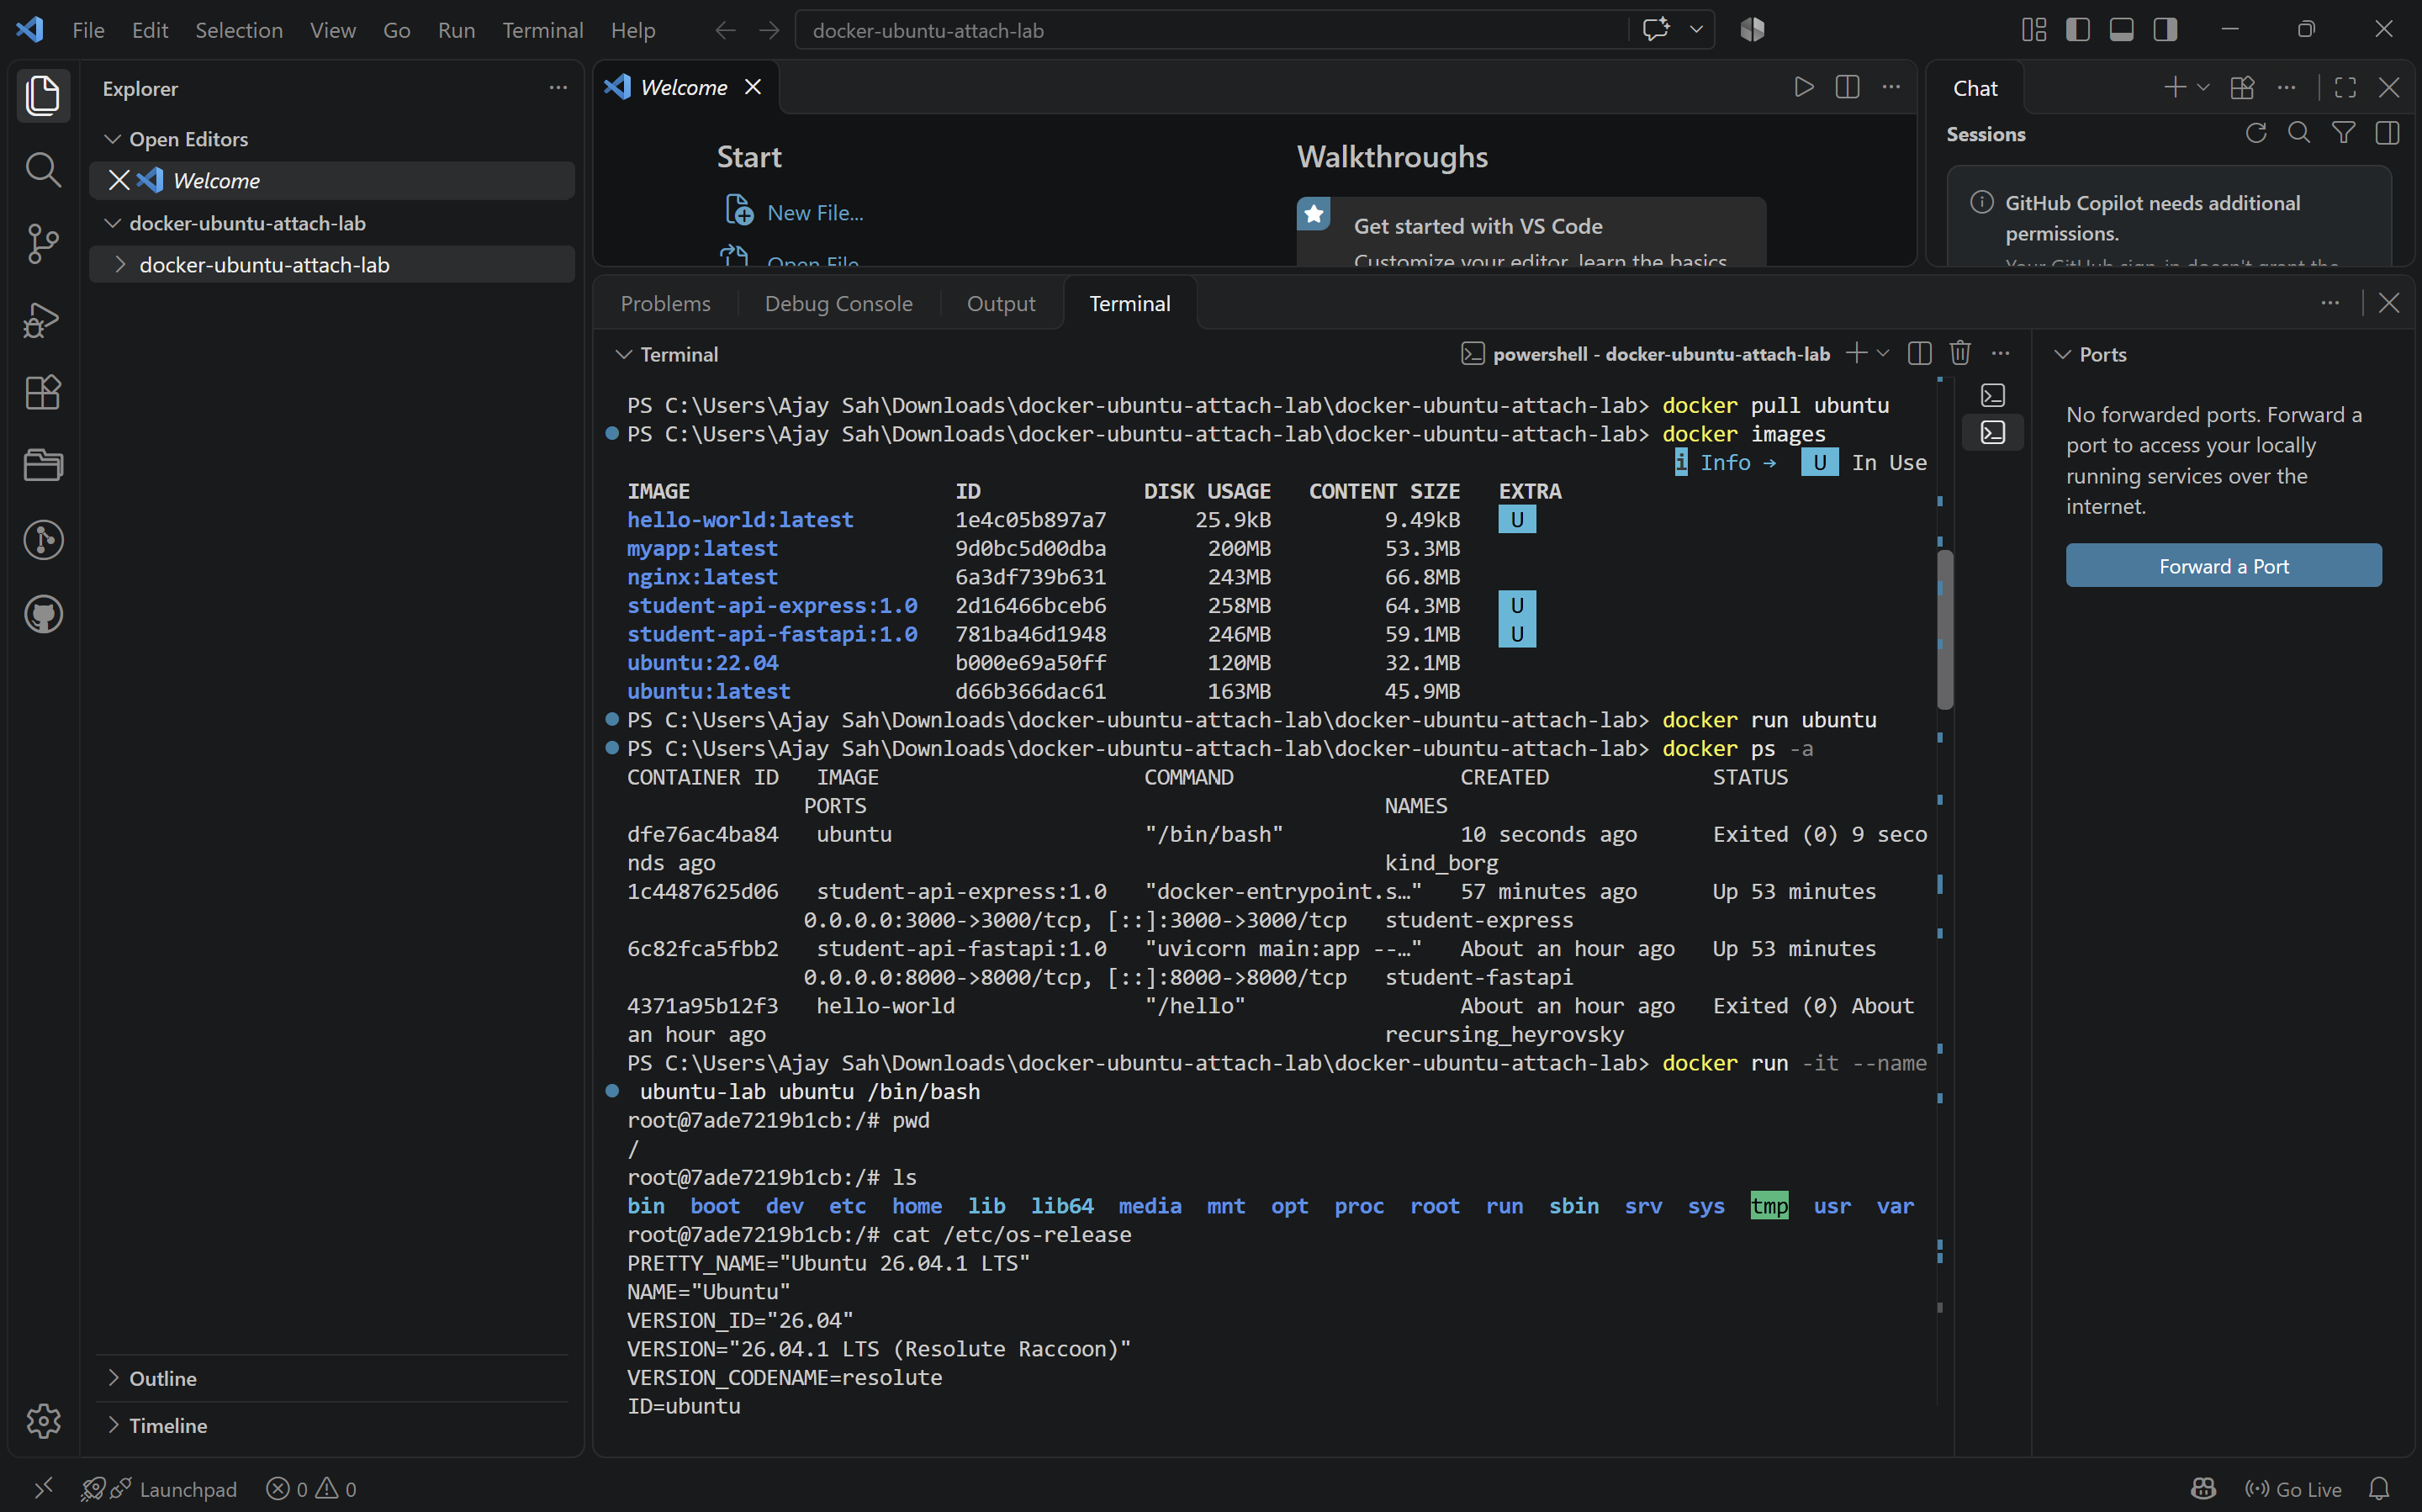 File Edit Selection View Go Run Terminal Help
docker-ubuntu-attach-lab
Explorer
Open Editors
Welcome
docker-ubuntu-attach-lab
docker-ubuntu-attach-lab
Outline
Timeline
Welcome
Start
New File...
Open File...
Walkthroughs
Get started with VS Code
Customize your editor, learn the basics
Chat
Sessions
GitHub Copilot needs additional
permissions.
Your GitHub sign-in doesn't grant the
Problems Debug Console Output Terminal
Terminal
powershell - docker-ubuntu-attach-lab
PS C:\Users\Ajay Sah\Downloads\docker-ubuntu-attach-lab\docker-ubuntu-attach-lab> docker pull ubuntu
PS C:\Users\Ajay Sah\Downloads\docker-ubuntu-attach-lab\docker-ubuntu-attach-lab> docker images
i Info → U In Use
IMAGE ID DISK USAGE CONTENT SIZE EXTRA
hello-world:latest 1e4c05b897a7 25.9kB 9.49kB U
myapp:latest 9d0bc5d00dba 200MB 53.3MB
nginx:latest 6a3df739b631 243MB 66.8MB
student-api-express:1.0 2d16466bceb6 258MB 64.3MB U
student-api-fastapi:1.0 781ba46d1948 246MB 59.1MB U
ubuntu:22.04 b000e69a50ff 120MB 32.1MB
ubuntu:latest d66b366dac61 163MB 45.9MB
PS C:\Users\Ajay Sah\Downloads\docker-ubuntu-attach-lab\docker-ubuntu-attach-lab> docker run ubuntu
PS C:\Users\Ajay Sah\Downloads\docker-ubuntu-attach-lab\docker-ubuntu-attach-lab> docker ps -a
CONTAINER ID IMAGE COMMAND CREATED STATUS
PORTS NAMES
dfe76ac4ba84 ubuntu "/bin/bash" 10 seconds ago Exited (0) 9 seco
nds ago kind_borg
1c4487625d06 student-api-express:1.0 "docker-entrypoint.s…" 57 minutes ago Up 53 minutes
0.0.0.0:3000->3000/tcp, [::]:3000->3000/tcp student-express
6c82fca5fbb2 student-api-fastapi:1.0 "uvicorn main:app --…" About an hour ago Up 53 minutes
0.0.0.0:8000->8000/tcp, [::]:8000->8000/tcp student-fastapi
4371a95b12f3 hello-world "/hello" About an hour ago Exited (0) About
an hour ago recursing_heyrovsky
PS C:\Users\Ajay Sah\Downloads\docker-ubuntu-attach-lab\docker-ubuntu-attach-lab> docker run -it --name
ubuntu-lab ubuntu /bin/bash
root@7ade7219b1cb:/# pwd
/
root@7ade7219b1cb:/# ls
bin boot dev etc home lib lib64 media mnt opt proc root run sbin srv sys tmp usr var
root@7ade7219b1cb:/# cat /etc/os-release
PRETTY_NAME="Ubuntu 26.04.1 LTS"
NAME="Ubuntu"
VERSION_ID="26.04"
VERSION="26.04.1 LTS (Resolute Raccoon)"
VERSION_CODENAME=resolute
ID=ubuntu
Ports
No forwarded ports. Forward a
port to access your locally
running services over the
internet.
Forward a Port
Launchpad 0 0
Go Live